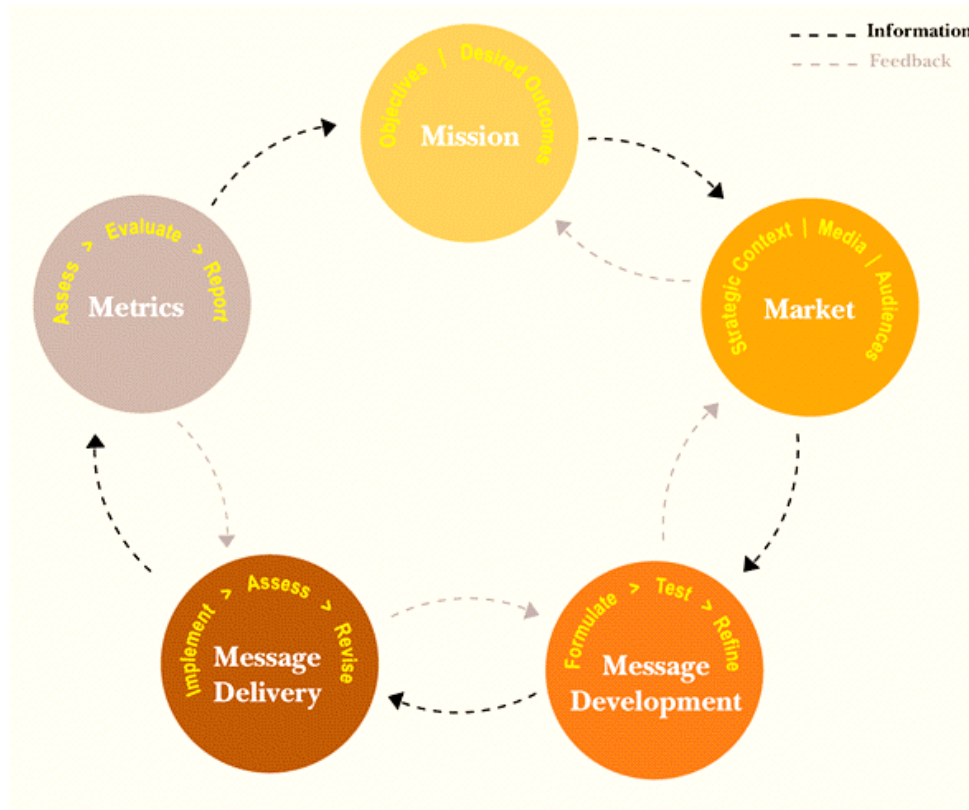 Information
Feedback
Objectives | Desired Outcomes
Mission
Strategic Context | Media | Audiences
Market
Assess > Evaluate > Report
Metrics
Implement > Assess > Revise
Message
Delivery
Formulate > Test > Refine
Message
Development